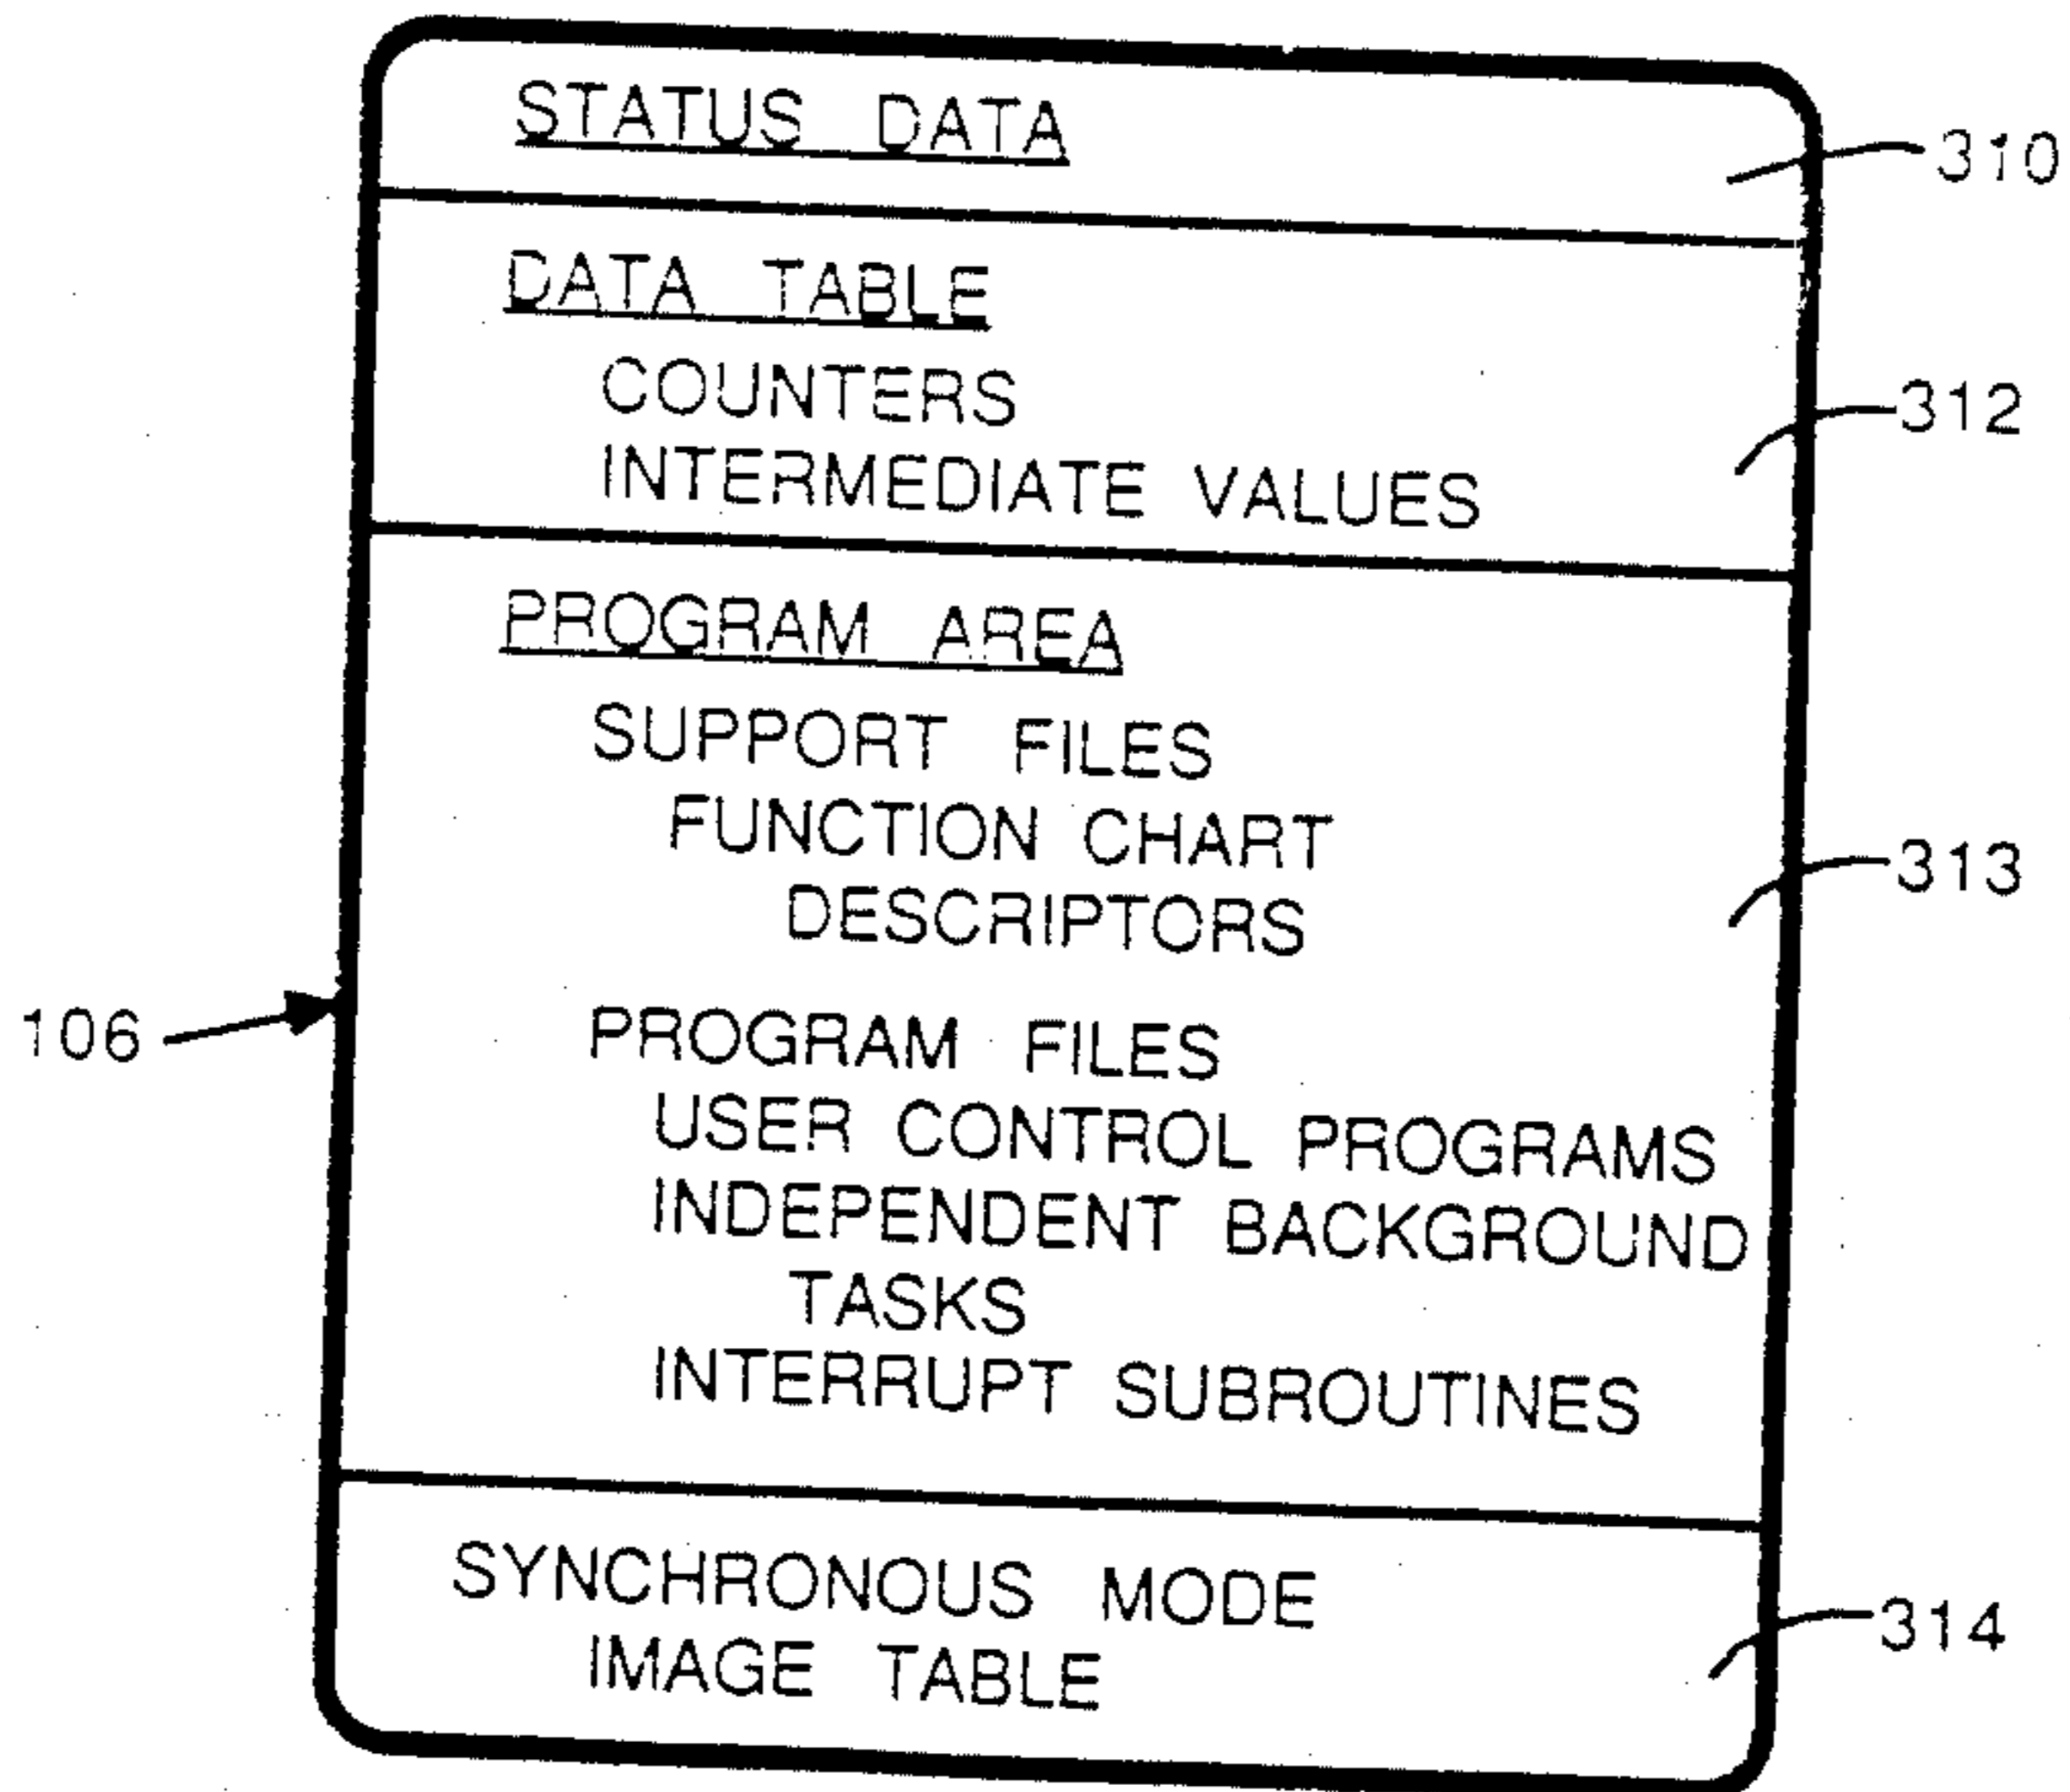 STATUS DATA
310
DATA TABLE
COUNTERS
312
INTERMEDIATE VALUES
PROGRAM AREA
SUPPORT FILES
FUNCTION CHART
313
DESCRIPTORS
106
PROGRAM FILES
USER CONTROL PROGRAMS
INDEPENDENT BACKGROUND
TASKS
INTERRUPT SUBROUTINES
SYNCHRONOUS MODE
314
IMAGE TABLE